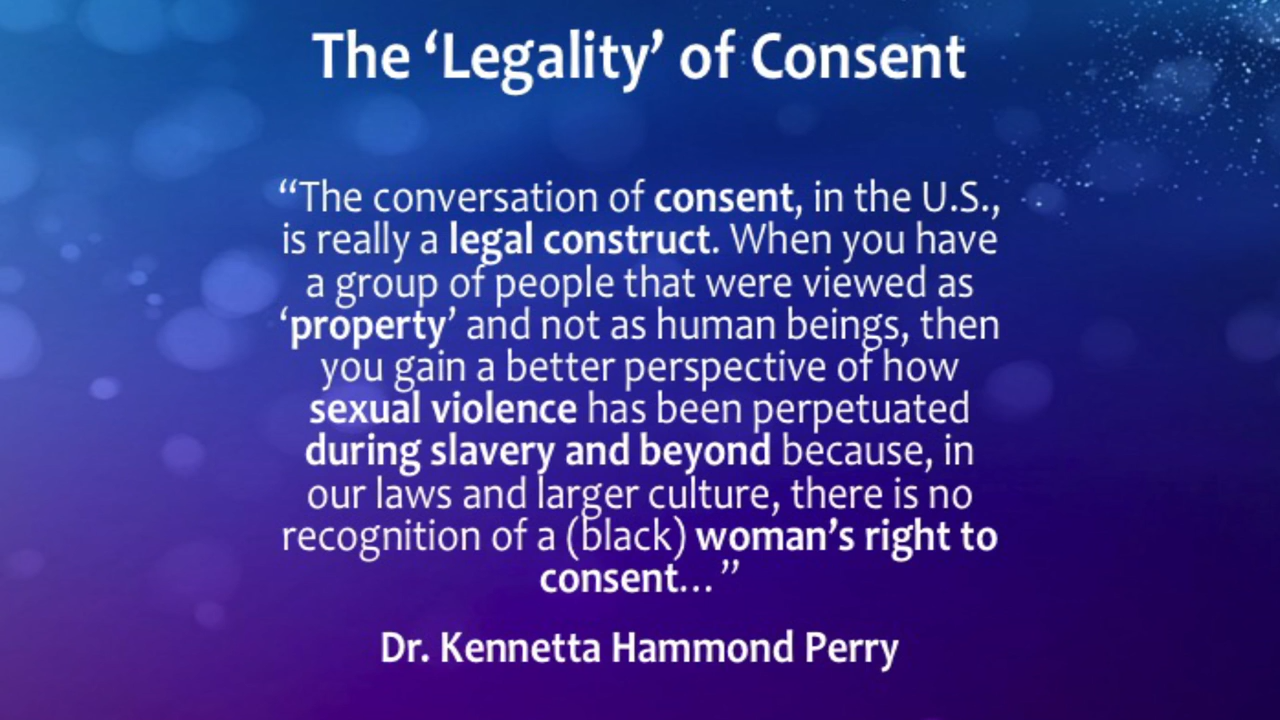 The ‘Legality’ of Consent
“The conversation of consent, in the U.S.,
is really a legal construct. When you have
a group of people that were viewed as
‘property’ and not as human beings, then
you gain a better perspective of how
sexual violence has been perpetuated
during slavery and beyond because, in
our laws and larger culture, there is no
recognition of a (black) woman’s right to
consent…”
Dr. Kennetta Hammond Perry